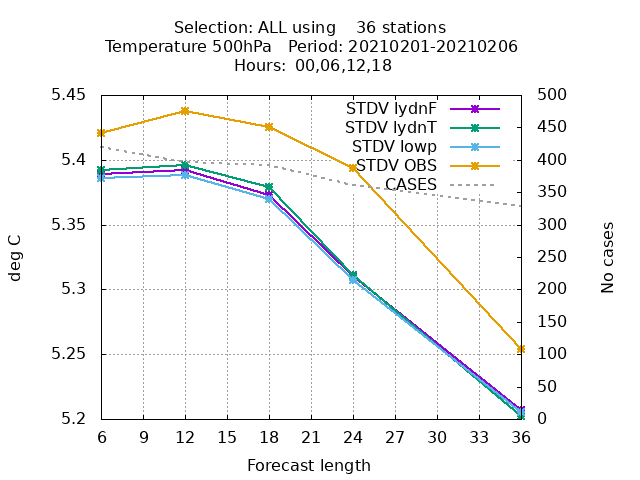 Selection: ALL using 36 stations
Temperature 500hPa Period: 20210201-20210206
Hours: 00,06,12,18
5.45
5.4
5.35
5.3
5.25
5.2
deg C
STDV lydnF
STDV lydnT
STDV lowp
STDV OBS
CASES
500
450
400
350
300
250
200
150
100
50
0
No cases
6 9 12 15 18 21 24 27 30 33 36
Forecast length